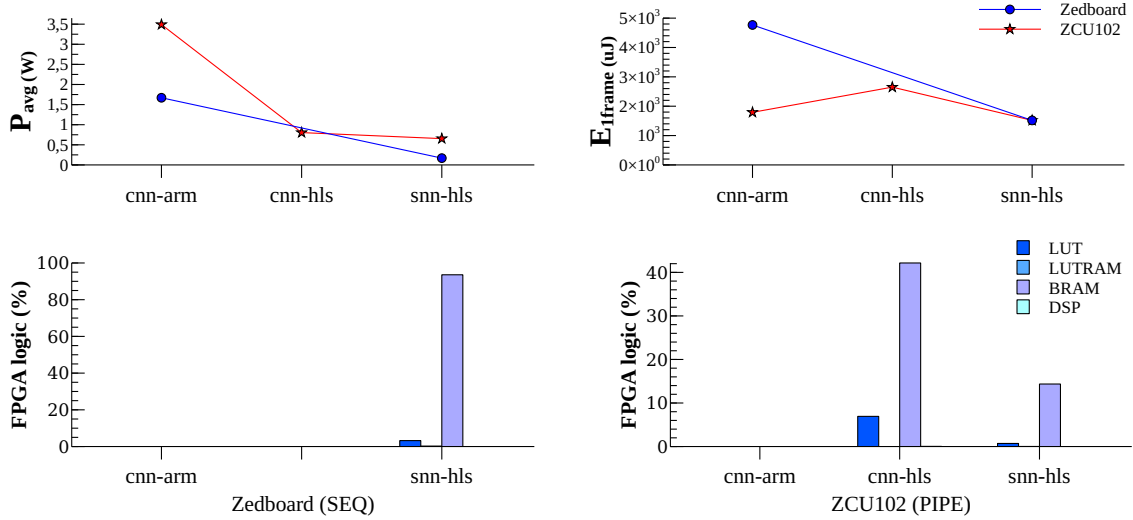 P_avg (W)
3,5
3
2,5
2
1,5
1
0,5
0
cnn-arm cnn-hls snn-hls
E_1frame (uJ)
5×10³
4×10³
3×10³
2×10³
10³
0×10⁰
cnn-arm cnn-hls snn-hls
Zedboard
ZCU102
FPGA logic (%)
100
80
60
40
20
0
cnn-arm snn-hls
Zedboard (SEQ)
FPGA logic (%)
40
30
20
10
0
cnn-arm cnn-hls snn-hls
ZCU102 (PIPE)
LUT
LUTRAM
BRAM
DSP